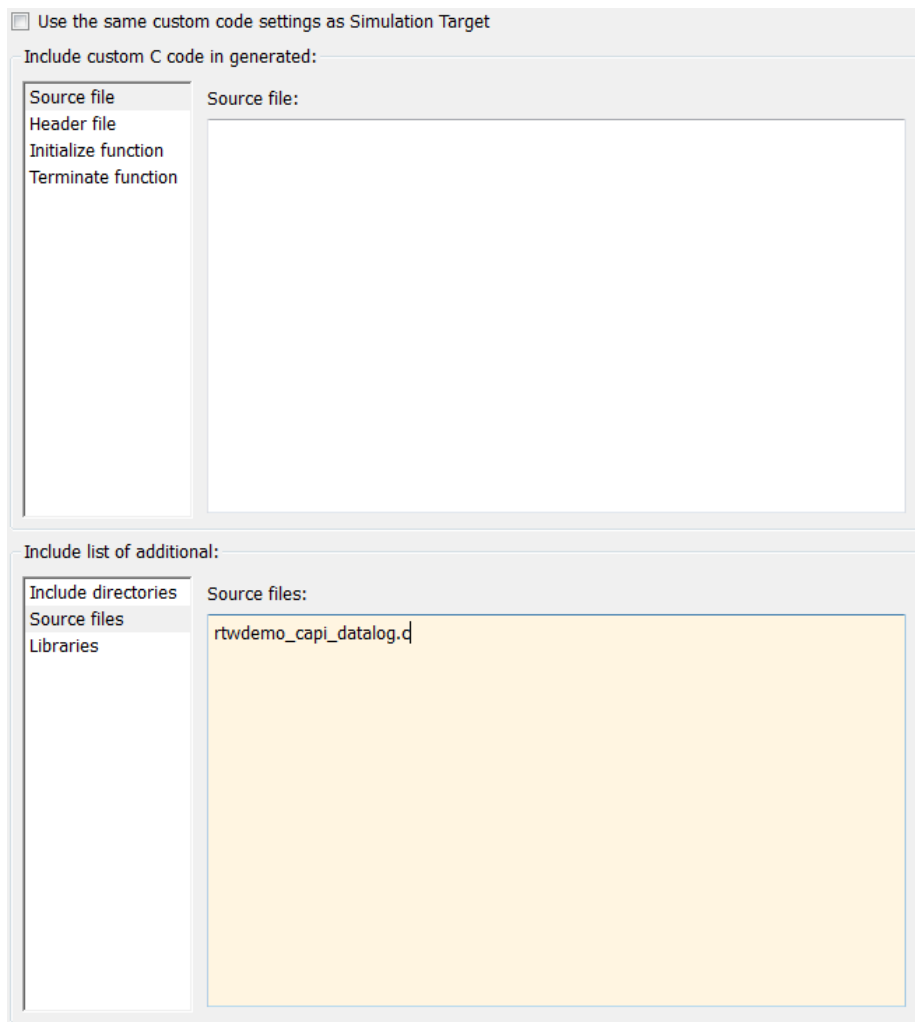 Use the same custom code settings as Simulation Target
Include custom C code in generated:
Source file
Header file
Initialize function
Terminate function
Source file:
Include list of additional:
Include directories
Source files
Libraries
Source files:
rtwdemo_capi_datalog.c